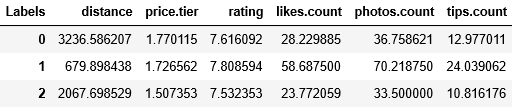 Labels distance price.tier rating likes.count photos.count tips.count
0 3236.586207 1.770115 7.616092 28.229885 36.758621 12.977011
1 679.898438 1.726562 7.808594 58.687500 70.218750 24.039062
2 2067.698529 1.507353 7.532353 23.772059 33.500000 10.816176